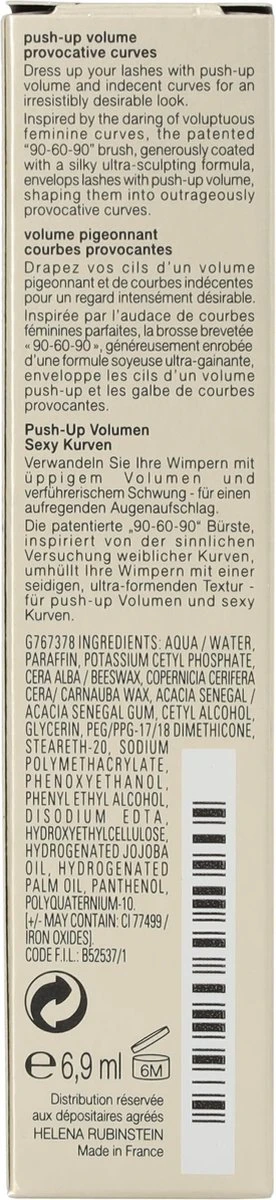 push-up volume
provocative curves
Dress up your lashes with push-up
volume and indecent curves for an
irresistibly desirable look.
Inspired by the daring of voluptuous
feminine curves, the patented
"90-60-90" brush, generously coated
with a silky ultra-sculpting formula,
envelops lashes with push-up volume,
shaping them into outrageously
provocative curves.
volume pigeonnant
courbes provocantes
Drapez vos cils d'un volume
pigeonnant et de courbes indécentes
pour un regard intensément désirable.
Inspirée par l'audace de courbes
féminines parfaites, la brosse brevetée
« 90-60-90 », généreusement enrobée
d'une formule soyeuse ultra-gainante,
enveloppe les cils d'un volume
push-up et les galbe de courbes
provocantes.
Push-Up Volumen
Sexy Kurven
Verwandeln Sie Ihre Wimpern mit
üppigem Volumen und
verführerischem Schwung - für einen
aufregenden Augenaufschlag.
Die patentierte „90-60-90“ Bürste,
inspiriert von der sinnlichen
Versuchung weiblicher Kurven,
umhüllt Ihre Wimpern mit einer
seidigen, ultra-formenden Textur -
für push-up Volumen und sexy
Kurven.
G767378 INGREDIENTS: AQUA / WATER,
PARAFFIN, POTASSIUM CETYL PHOSPHATE,
CERA ALBA / BEESWAX, COPERNICIA CERIFERA
CERA/ CARNAUBA WAX, ACACIA SENEGAL /
ACACIA SENEGAL GUM, CETYL ALCOHOL,
GLYCERIN, PEG/PPG-17/18 DIMETHICONE,
STEARETH-20, SODIUM
POLYMETHACRYLATE,
PHENOXYETHANOL,
PHENYL ETHYL ALCOHOL,
DISODIUM EDTA,
HYDROXYETHYLCELLULOSE,
HYDROGENATED JOJOBA
OIL, HYDROGENATED
PALM OIL, PANTHENOL,
POLYQUATERNIUM-10.
[+/- MAY CONTAIN: CI 77499 /
IRON OXIDES].
CODE F.I.L.: B52537/1
e 6,9 ml 6M
Distribution réservée
aux dépositaires agréés
HELENA RUBINSTEIN
Made in France